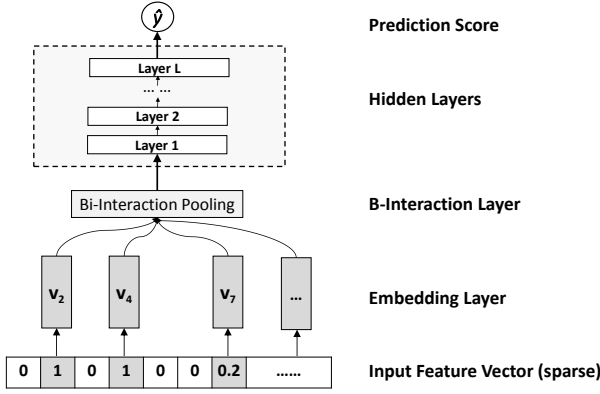 ŷ Prediction Score
Layer L
... ...
Hidden Layers
Layer 2
Layer 1
Bi-Interaction Pooling B-Interaction Layer
v₂ v₄ v₇ ... Embedding Layer
0 1 0 1 0 0 0.2 ...... Input Feature Vector (sparse)